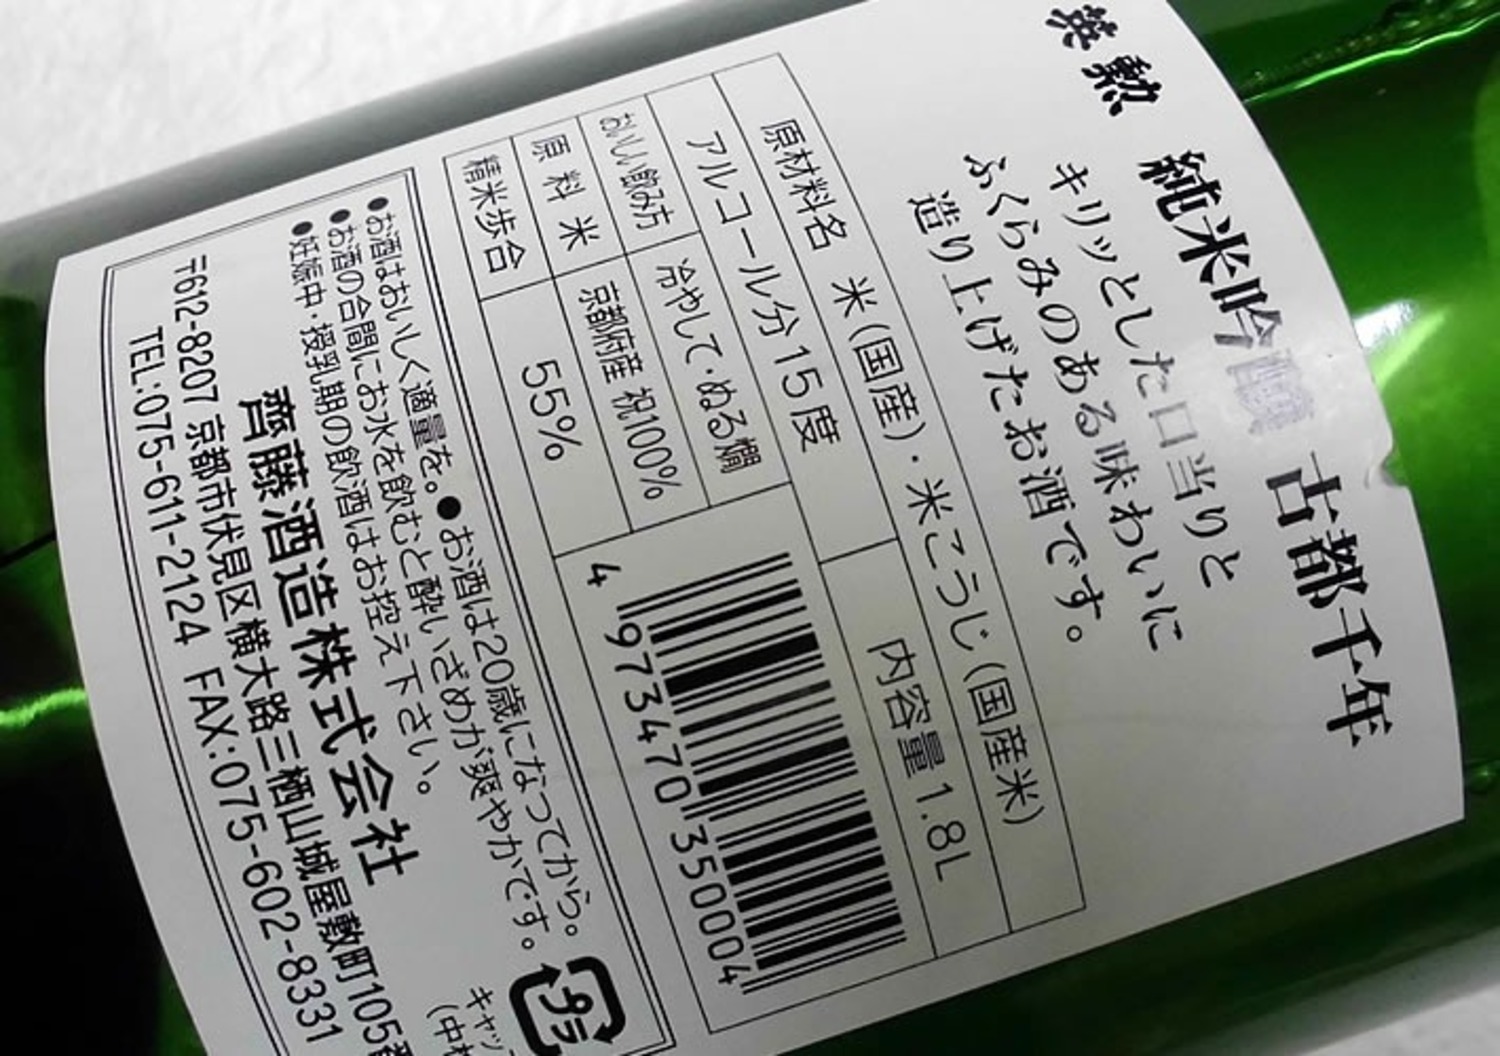 英勲 純米吟醸 古都千年
キリッとした口当りと
ふくらみのある味わいに
造り上げたお酒です。
原材料名 米(国産)・米こうじ(国産米)
アルコール分15度 内容量1.8L
おいしい飲み方 冷やして・ぬる燗
原料米 京都府産 祝100%
精米歩合 55%
4 973470 350004
●お酒はおいしく適量を。●お酒は20歳になってから。
●お酒の合間にお水を飲むと酔いざめが爽やかです。
●妊娠中・授乳期の飲酒はお控え下さい。
齊藤酒造株式会社
〒612-8207 京都市伏見区横大路三栖山城屋敷町105番
TEL:075-611-2124 FAX:075-602-8331
プラ
キャッ
(中